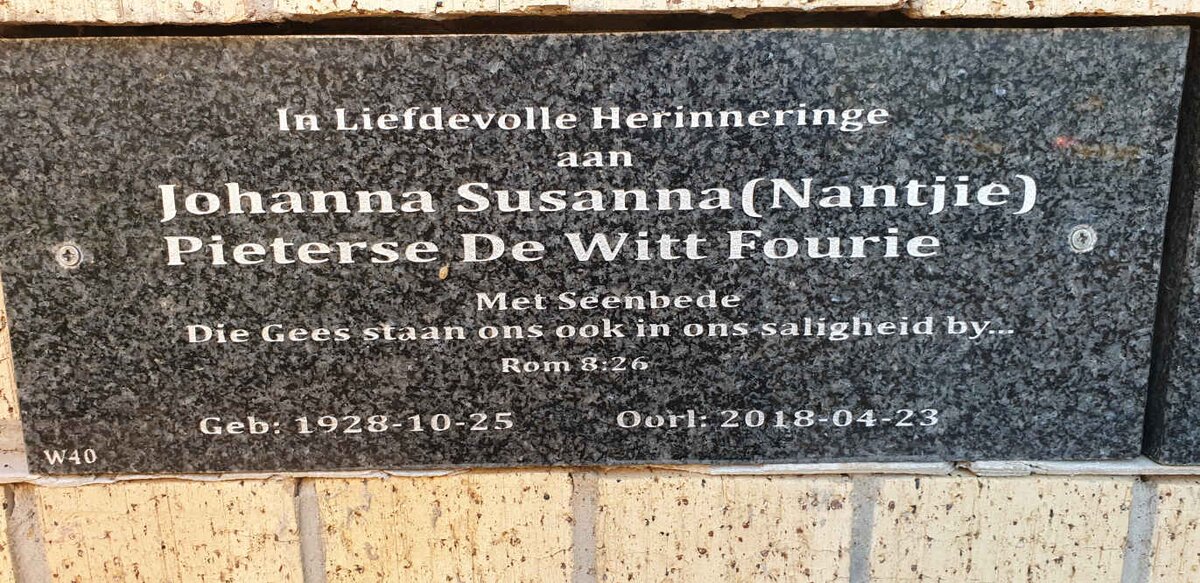 In Liefdevolle Herinneringe
aan
Johanna Susanna(Nantjie)
Pieterse De Witt Fourie
Met Seenbede
Die Gees staan ons ook in ons saligheid by...
Rom 8:26
Geb: 1928-10-25 Oorl: 2018-04-23
W40